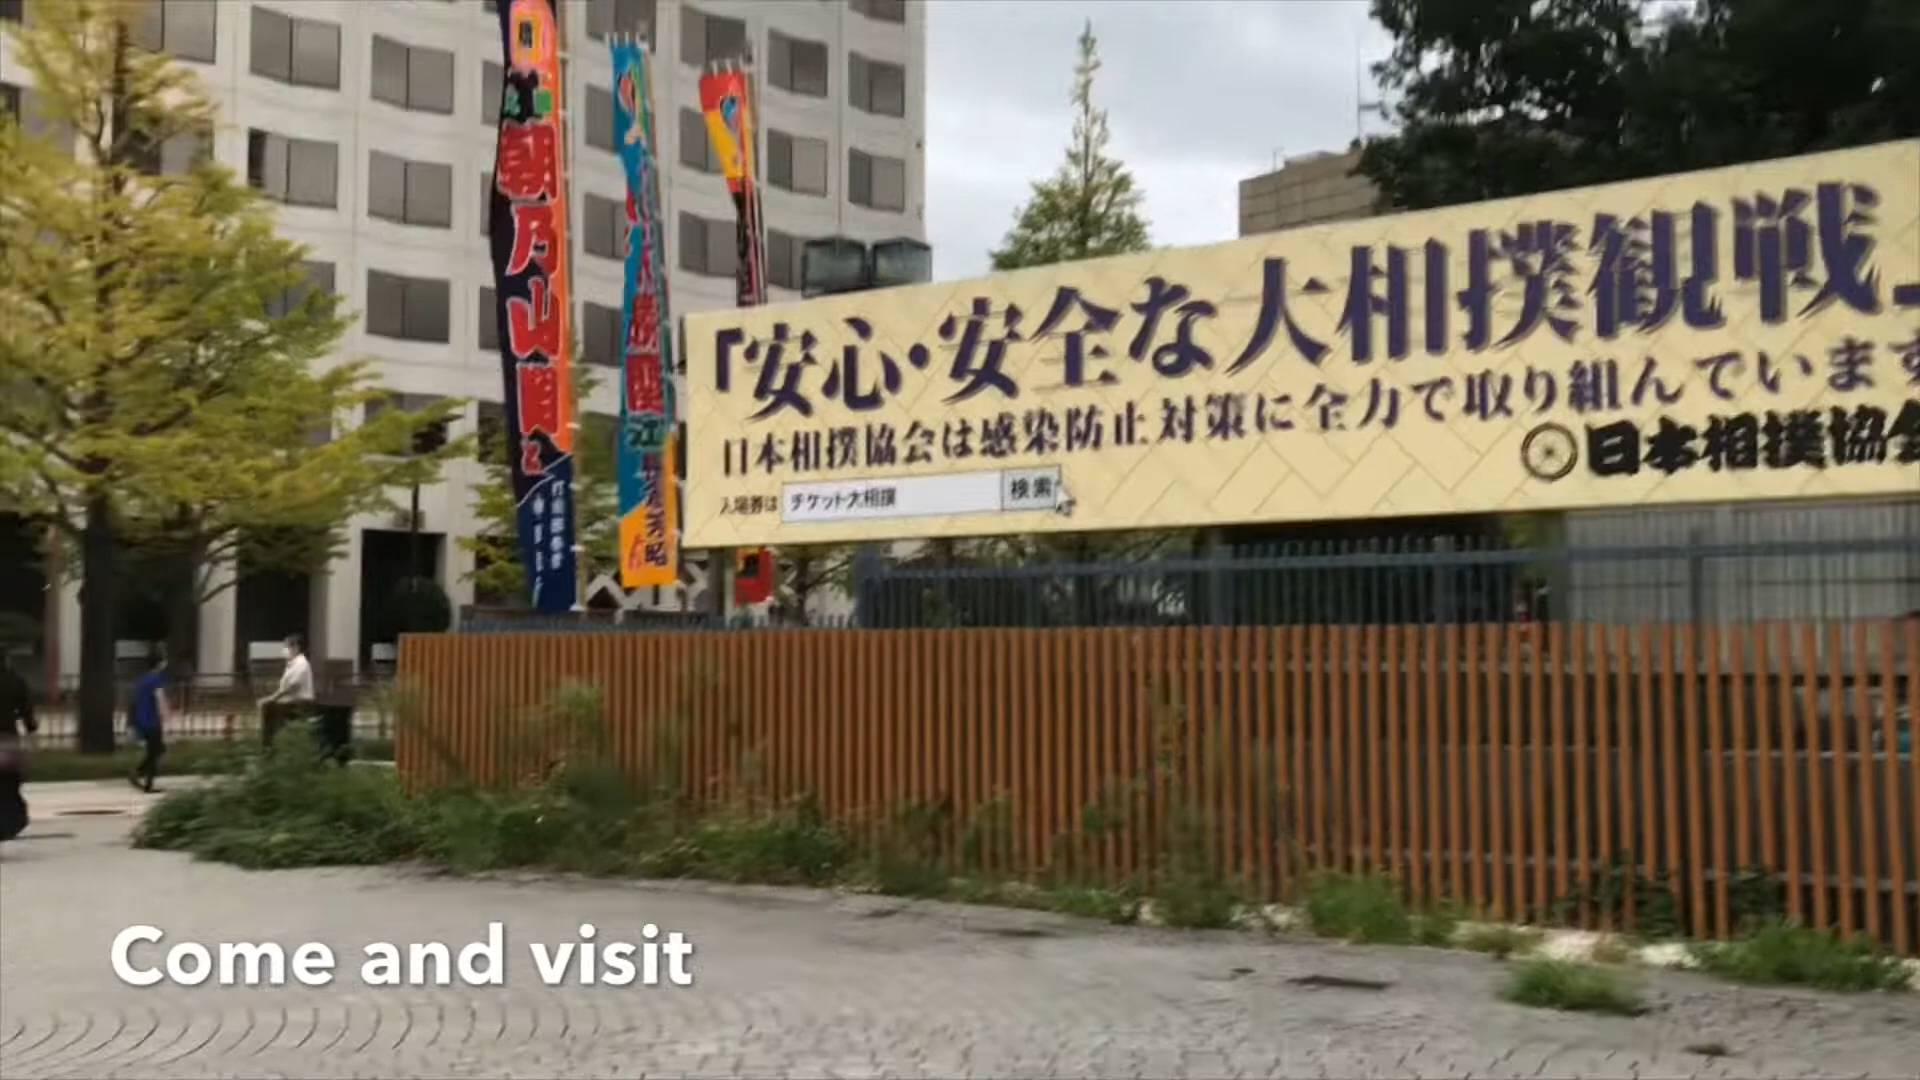 朝乃山関
「安心・安全な大相撲観戦」
日本相撲協会は感染防止対策に全力で取り組んでいます
日本相撲協会
入場券は チケット大相撲 検索
Come and visit